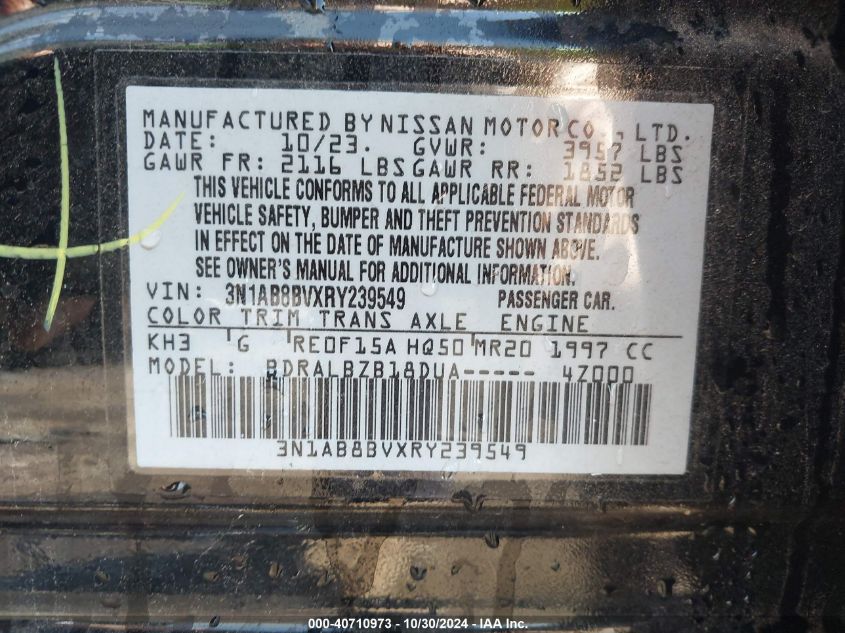 MANUFACTURED BY NISSAN MOTOR CO., LTD.
DATE: 10/23. GVWR: 3957 LBS
GAWR FR: 2116 LBS GAWR RR: 1852 LBS
THIS VEHICLE CONFORMS TO ALL APPLICABLE FEDERAL MOTOR
VEHICLE SAFETY, BUMPER AND THEFT PREVENTION STANDARDS
IN EFFECT ON THE DATE OF MANUFACTURE SHOWN ABOVE.
SEE OWNER'S MANUAL FOR ADDITIONAL INFORMATION.
VIN: 3N1AB8BVXRY239549 PASSENGER CAR.
COLOR TRIM TRANS AXLE ENGINE
KH3 G RE0F15A HQ50 MR20 1997 CC
MODEL: BDRALBZB18DUA----- 4Z000
3N1AB8BVXRY239549
000-40710973 - 10/30/2024 - IAA Inc.